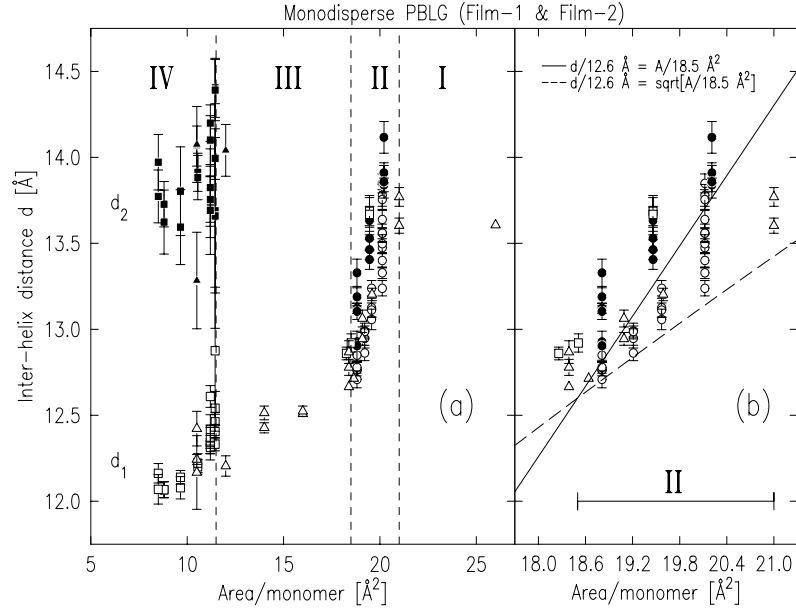 Monodisperse PBLG (Film-1 & Film-2)
IV III II I
d/12.6 Å = A/18.5 Å²
d/12.6 Å = sqrt[A/18.5 Å²]
14.5
14.0
13.5
13.0
12.5
12.0
Inter-helix distance d [Å]
d₂
d₁
(a)
(b)
II
5 10 15 20 25
18.0 18.6 19.2 19.8 20.4 21.0
Area/monomer [Å²]
Area/monomer [Å²]